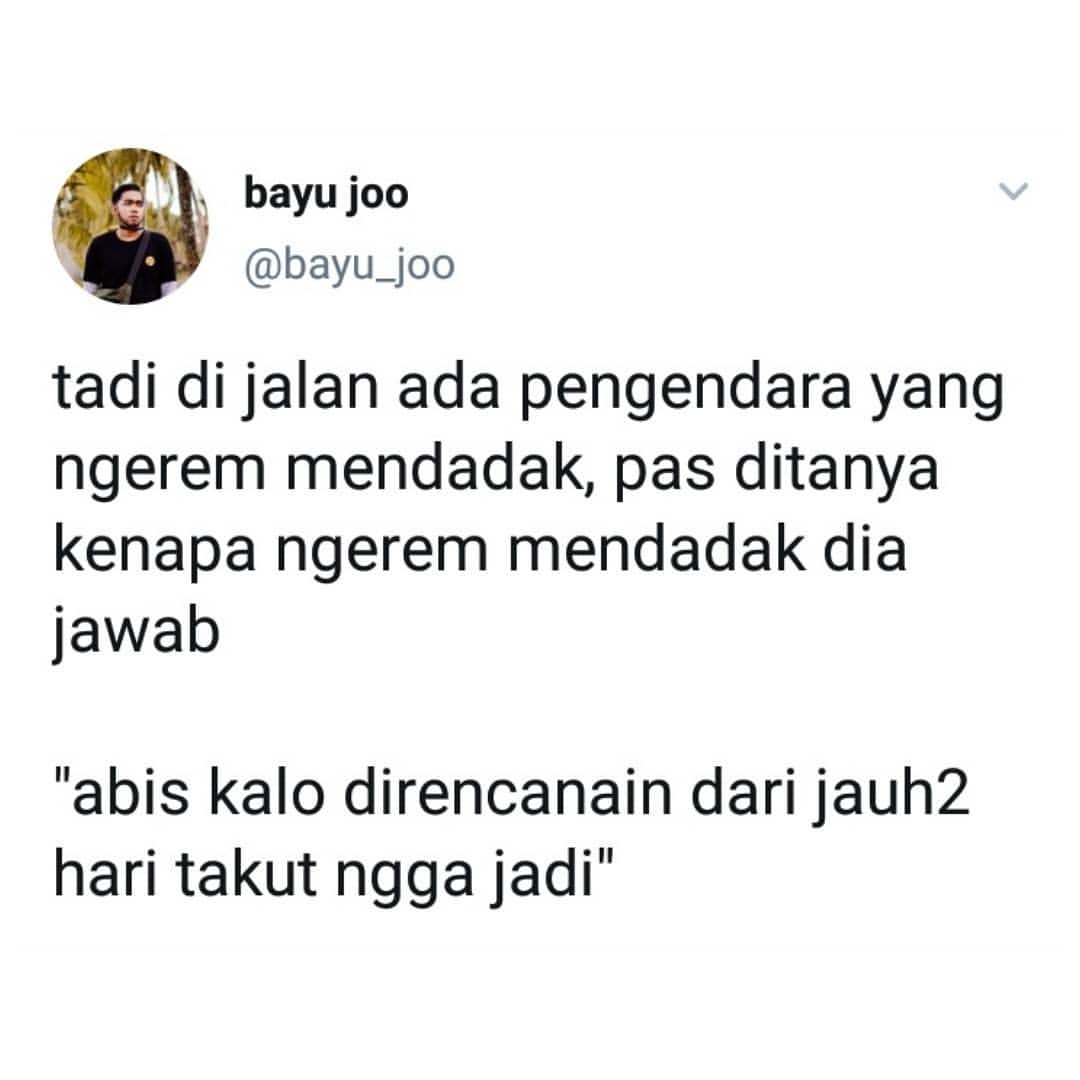 bayu joo
@bayu_joo
tadi di jalan ada pengendara yang
ngerem mendadak, pas ditanya
kenapa ngerem mendadak dia
jawab
"abis kalo direncanain dari jauh2
hari takut ngga jadi"